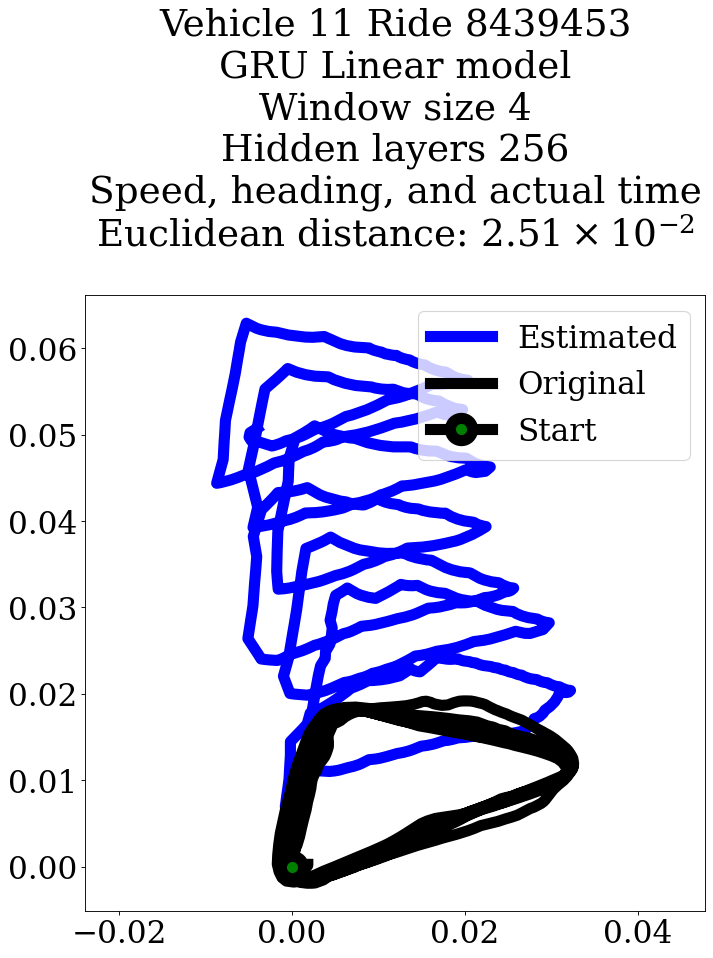 Vehicle 11 Ride 8439453
GRU Linear model
Window size 4
Hidden layers 256
Speed, heading, and actual time
Euclidean distance: 2.51 × 10⁻²
Estimated
Original
Start
0.06
0.05
0.04
0.03
0.02
0.01
0.00
−0.02 0.00 0.02 0.04